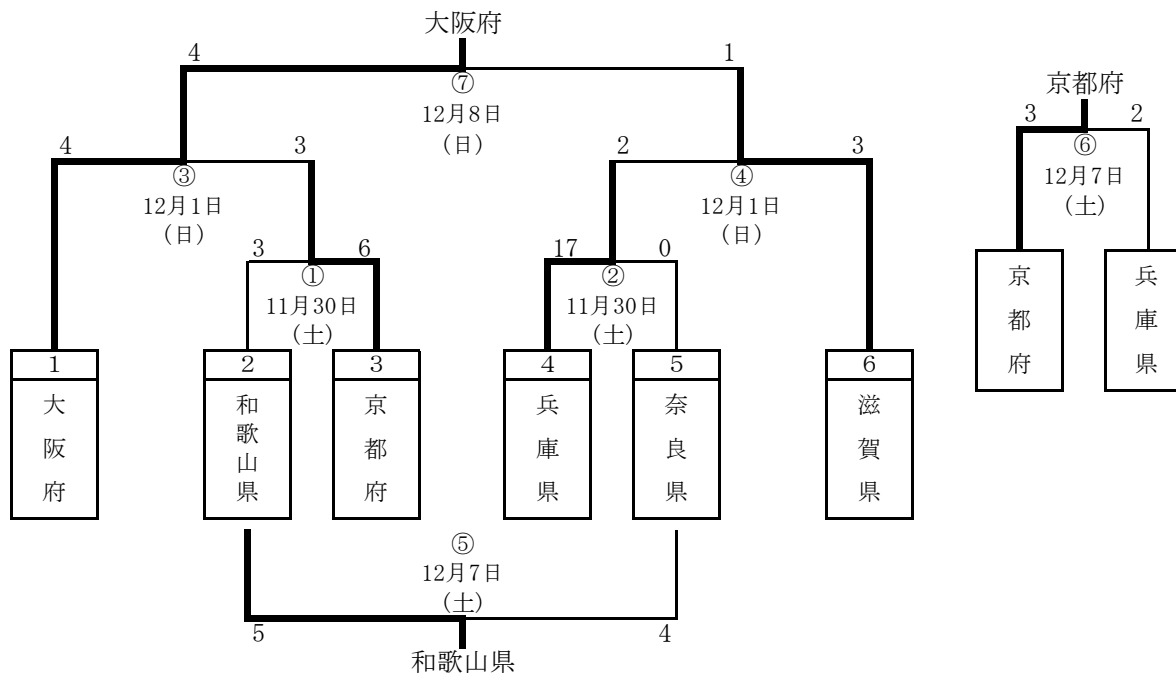 大阪府
4
1
⑦
12月8日
(日)
京都府
3
2
⑥
12月7日
(土)
4
3
③
12月1日
(日)
2
3
④
12月1日
(日)
3
6
①
11月30日
(土)
17
0
②
11月30日
(土)
京都府
兵庫県
1
2
3
4
5
6
大阪府
和歌山県
京都府
兵庫県
奈良県
滋賀県
⑤
12月7日
(土)
5
4
和歌山県